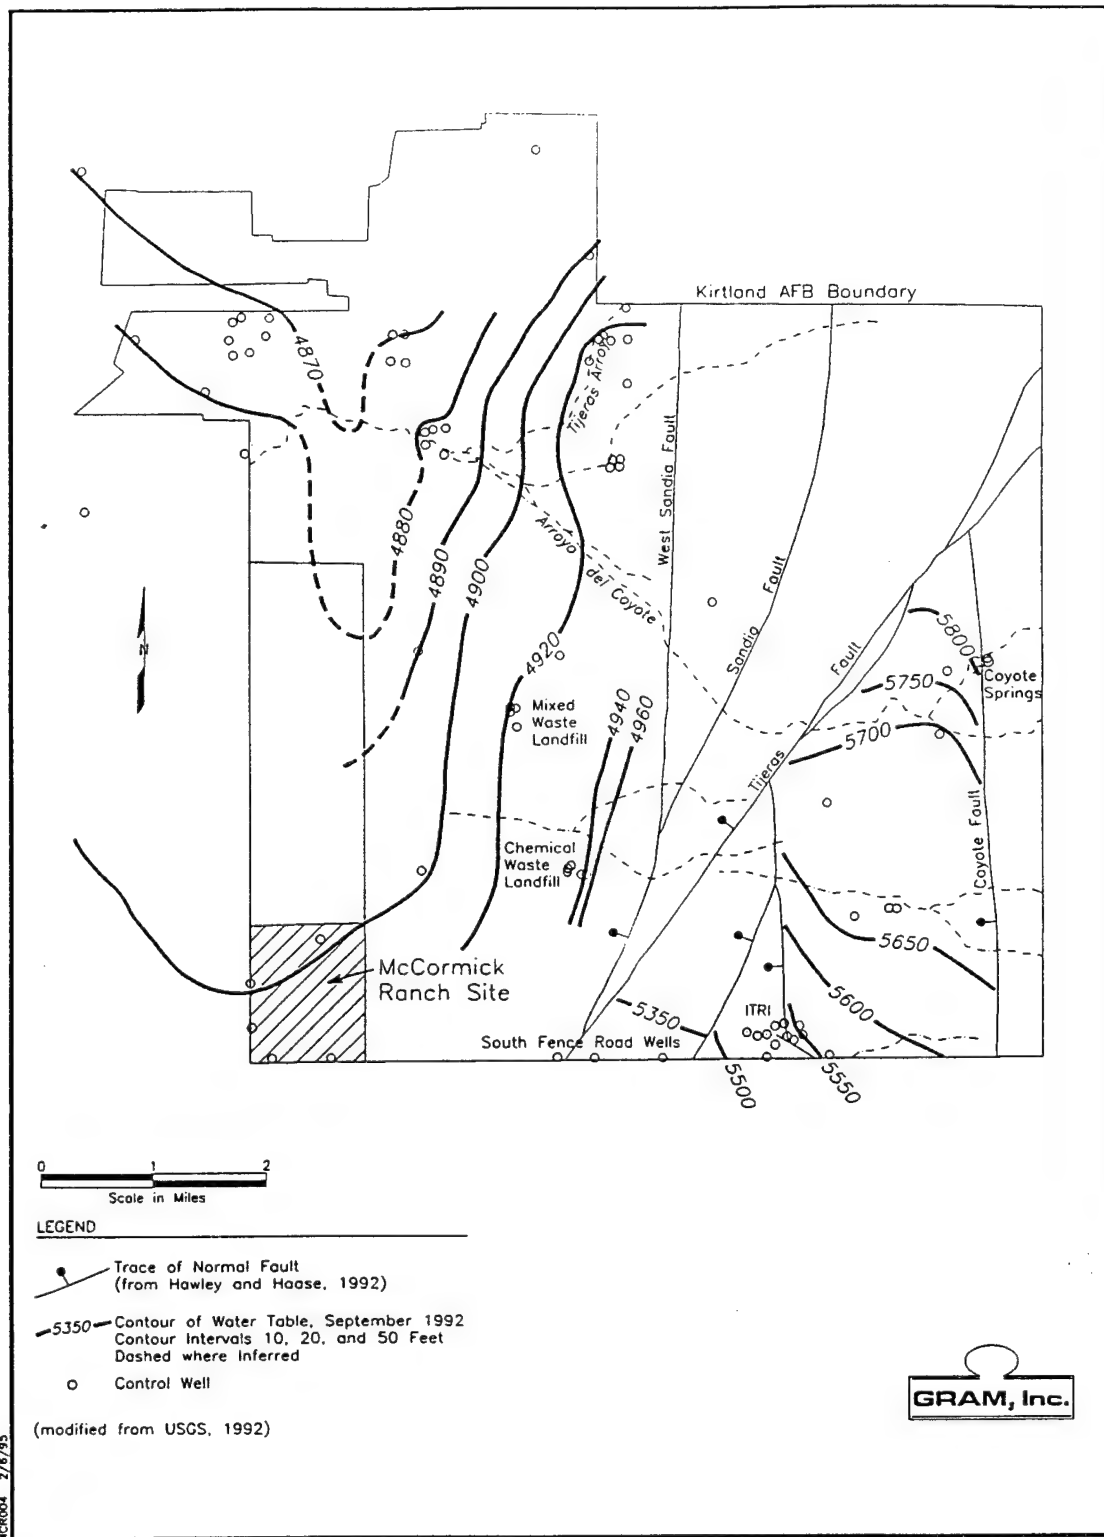 Kirtland AFB Boundary
4870
Tijeras Arroyo
West Sandia Fault
4880
4890
4900
Arroyo
del Coyote
Sandia
Fault
N
4920
Fault
Tijeras
5800
Coyote
Springs
5750
5700
Mixed
Waste
Landfill
4940
4960
Coyote Fault
Chemical
Waste
Landfill
5650
McCormick
Ranch Site
5600
5350
ITRI
South Fence Road Wells
5500
5550
0 1 2
Scale in Miles
LEGEND
Trace of Normal Fault
(from Hawley and Haase, 1992)
5350
Contour of Water Table, September 1992
Contour Intervals 10, 20, and 50 Feet
Dashed where Inferred
Control Well
(modified from USGS, 1992)
GRAM, Inc.
2/6/95